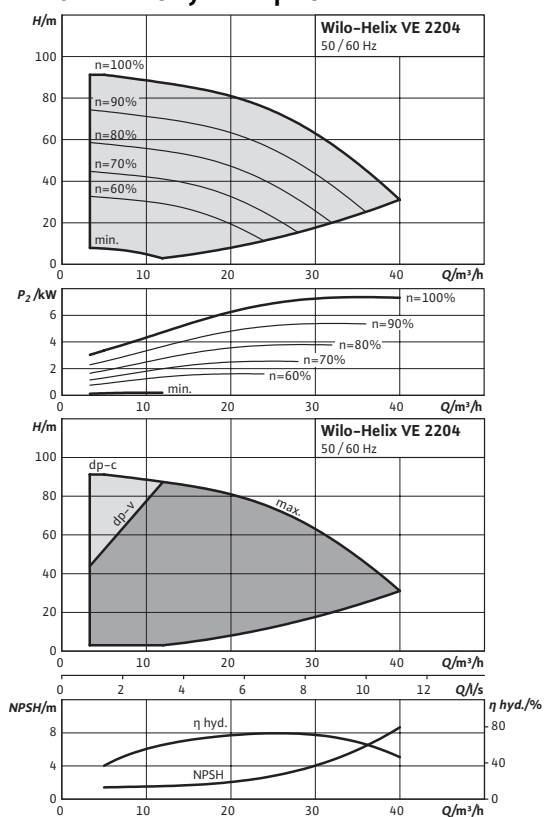 H/m
Wilo-Helix VE 2204
50 / 60 Hz
n=100%
100
n=90%
80
n=80%
60
n=70%
40
n=60%
20
min.
0
0 10 20 30 40 Q/m³/h
P₂ /kW
n=100%
6
n=90%
4
n=80%
n=70%
2
n=60%
min.
0
0 10 20 30 40 Q/m³/h
H/m
Wilo-Helix VE 2204
50 / 60 Hz
100
dp-c
80
dp-v
max.
60
40
20
0
0 10 20 30 40 Q/m³/h
0 2 4 6 8 10 12 Q/l/s
NPSH/m
η hyd./%
η hyd.
8
80
4
40
NPSH
0
0
0 10 20 30 40 Q/m³/h